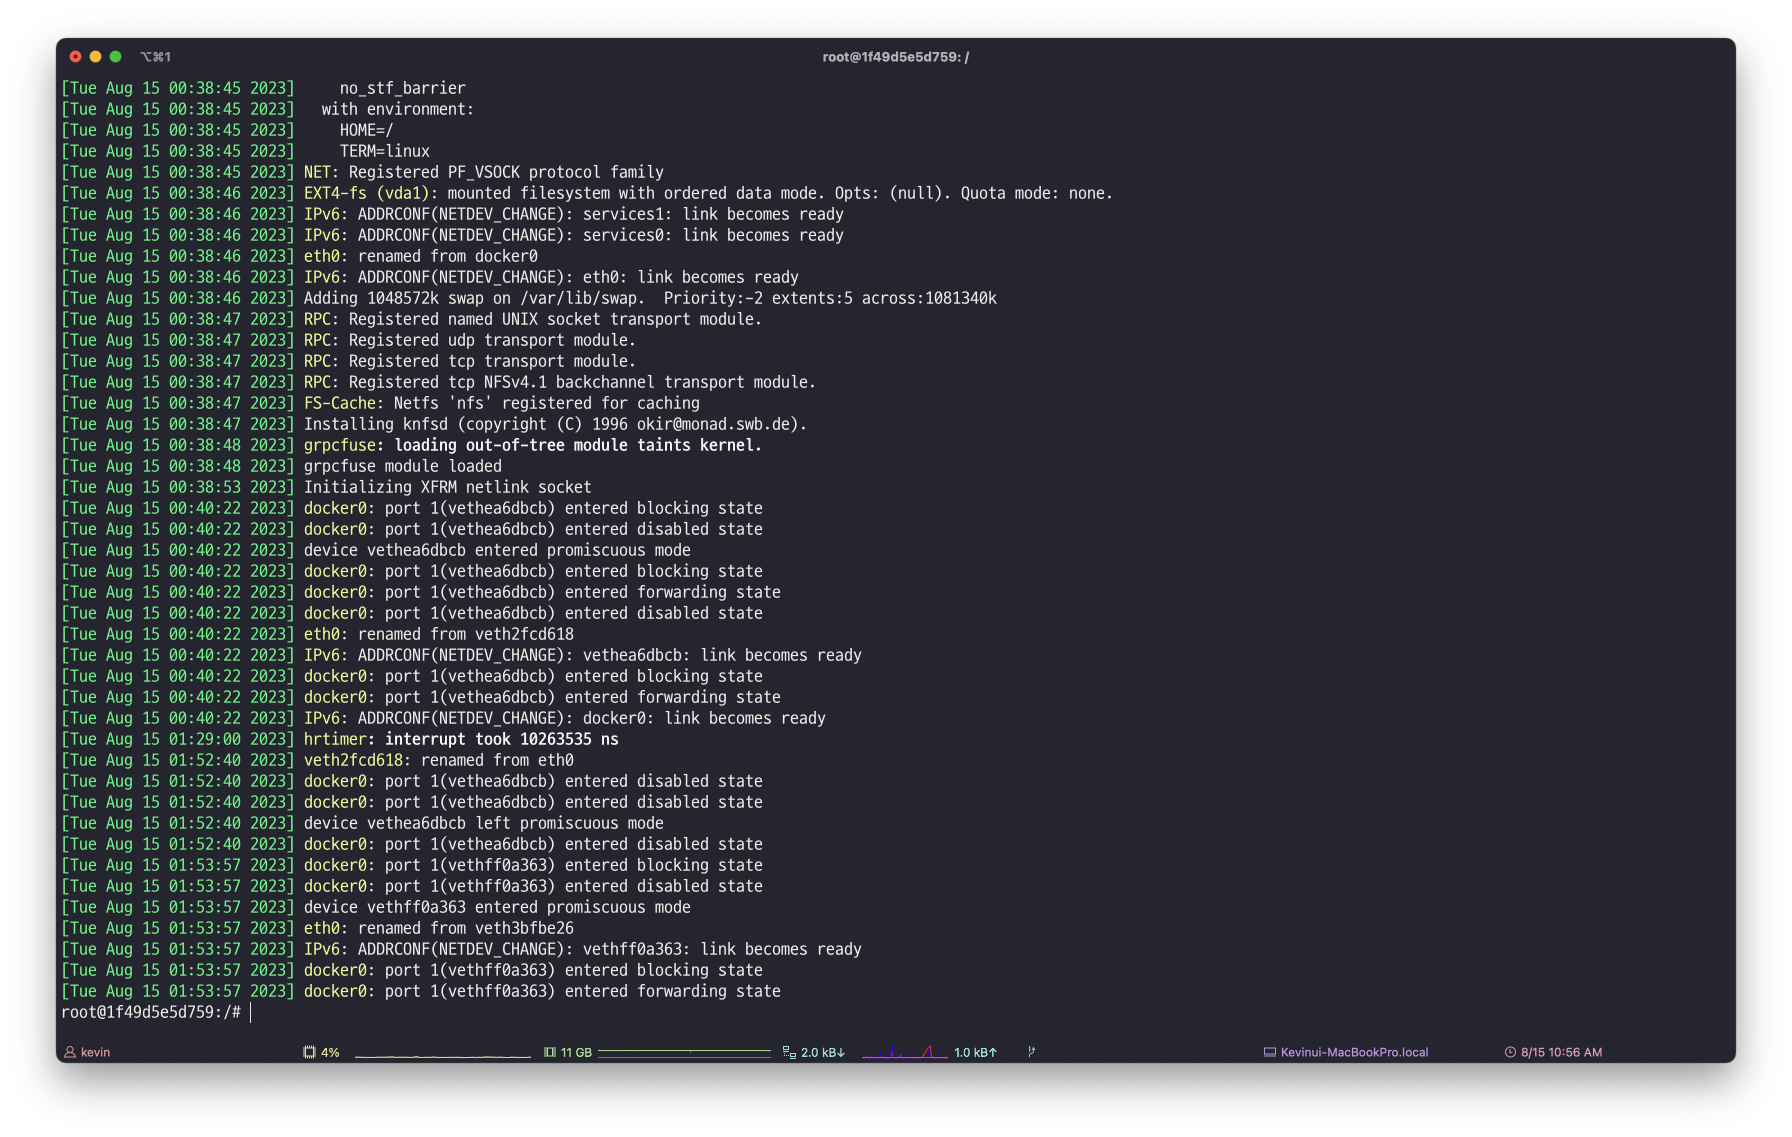 ⌥⌘1
root@1f49d5e5d759: /
[Tue Aug 15 00:38:45 2023]     no_stf_barrier
[Tue Aug 15 00:38:45 2023]   with environment:
[Tue Aug 15 00:38:45 2023]     HOME=/
[Tue Aug 15 00:38:45 2023]     TERM=linux
[Tue Aug 15 00:38:45 2023] NET: Registered PF_VSOCK protocol family
[Tue Aug 15 00:38:46 2023] EXT4-fs (vda1): mounted filesystem with ordered data mode. Opts: (null). Quota mode: none.
[Tue Aug 15 00:38:46 2023] IPv6: ADDRCONF(NETDEV_CHANGE): services1: link becomes ready
[Tue Aug 15 00:38:46 2023] IPv6: ADDRCONF(NETDEV_CHANGE): services0: link becomes ready
[Tue Aug 15 00:38:46 2023] eth0: renamed from docker0
[Tue Aug 15 00:38:46 2023] IPv6: ADDRCONF(NETDEV_CHANGE): eth0: link becomes ready
[Tue Aug 15 00:38:46 2023] Adding 1048572k swap on /var/lib/swap.  Priority:-2 extents:5 across:1081340k
[Tue Aug 15 00:38:47 2023] RPC: Registered named UNIX socket transport module.
[Tue Aug 15 00:38:47 2023] RPC: Registered udp transport module.
[Tue Aug 15 00:38:47 2023] RPC: Registered tcp transport module.
[Tue Aug 15 00:38:47 2023] RPC: Registered tcp NFSv4.1 backchannel transport module.
[Tue Aug 15 00:38:47 2023] FS-Cache: Netfs 'nfs' registered for caching
[Tue Aug 15 00:38:47 2023] Installing knfsd (copyright (C) 1996 okir@monad.swb.de).
[Tue Aug 15 00:38:48 2023] grpcfuse: loading out-of-tree module taints kernel.
[Tue Aug 15 00:38:48 2023] grpcfuse module loaded
[Tue Aug 15 00:38:53 2023] Initializing XFRM netlink socket
[Tue Aug 15 00:40:22 2023] docker0: port 1(vethea6dbcb) entered blocking state
[Tue Aug 15 00:40:22 2023] docker0: port 1(vethea6dbcb) entered disabled state
[Tue Aug 15 00:40:22 2023] device vethea6dbcb entered promiscuous mode
[Tue Aug 15 00:40:22 2023] docker0: port 1(vethea6dbcb) entered blocking state
[Tue Aug 15 00:40:22 2023] docker0: port 1(vethea6dbcb) entered forwarding state
[Tue Aug 15 00:40:22 2023] docker0: port 1(vethea6dbcb) entered disabled state
[Tue Aug 15 00:40:22 2023] eth0: renamed from veth2fcd618
[Tue Aug 15 00:40:22 2023] IPv6: ADDRCONF(NETDEV_CHANGE): vethea6dbcb: link becomes ready
[Tue Aug 15 00:40:22 2023] docker0: port 1(vethea6dbcb) entered blocking state
[Tue Aug 15 00:40:22 2023] docker0: port 1(vethea6dbcb) entered forwarding state
[Tue Aug 15 00:40:22 2023] IPv6: ADDRCONF(NETDEV_CHANGE): docker0: link becomes ready
[Tue Aug 15 01:29:00 2023] hrtimer: interrupt took 10263535 ns
[Tue Aug 15 01:52:40 2023] veth2fcd618: renamed from eth0
[Tue Aug 15 01:52:40 2023] docker0: port 1(vethea6dbcb) entered disabled state
[Tue Aug 15 01:52:40 2023] docker0: port 1(vethea6dbcb) entered disabled state
[Tue Aug 15 01:52:40 2023] device vethea6dbcb left promiscuous mode
[Tue Aug 15 01:52:40 2023] docker0: port 1(vethea6dbcb) entered disabled state
[Tue Aug 15 01:53:57 2023] docker0: port 1(vethff0a363) entered blocking state
[Tue Aug 15 01:53:57 2023] docker0: port 1(vethff0a363) entered disabled state
[Tue Aug 15 01:53:57 2023] device vethff0a363 entered promiscuous mode
[Tue Aug 15 01:53:57 2023] eth0: renamed from veth3bfbe26
[Tue Aug 15 01:53:57 2023] IPv6: ADDRCONF(NETDEV_CHANGE): vethff0a363: link becomes ready
[Tue Aug 15 01:53:57 2023] docker0: port 1(vethff0a363) entered blocking state
[Tue Aug 15 01:53:57 2023] docker0: port 1(vethff0a363) entered forwarding state
root@1f49d5e5d759:/#
kevin 4% 11 GB 2.0 kB↓ 1.0 kB↑ Kevinui-MacBookPro.local 8/15 10:56 AM